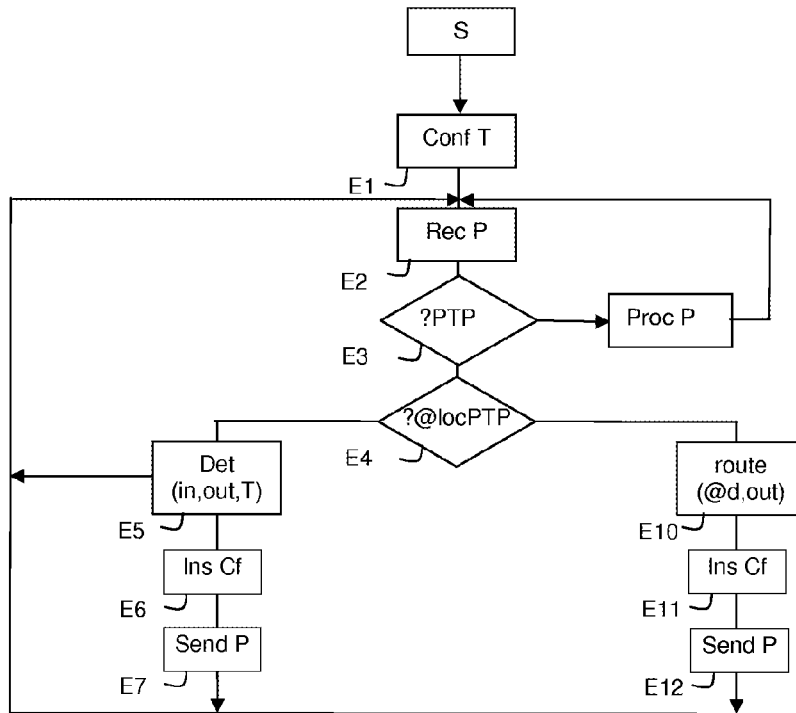 S
Conf T
E1
Rec P
E2
?PTP
Proc P
E3
?@locPTP
E4
Det
(in,out,T)
E5
route
(@d,out)
E10
Ins Cf
E6
Ins Cf
E11
Send P
E7
Send P
E12